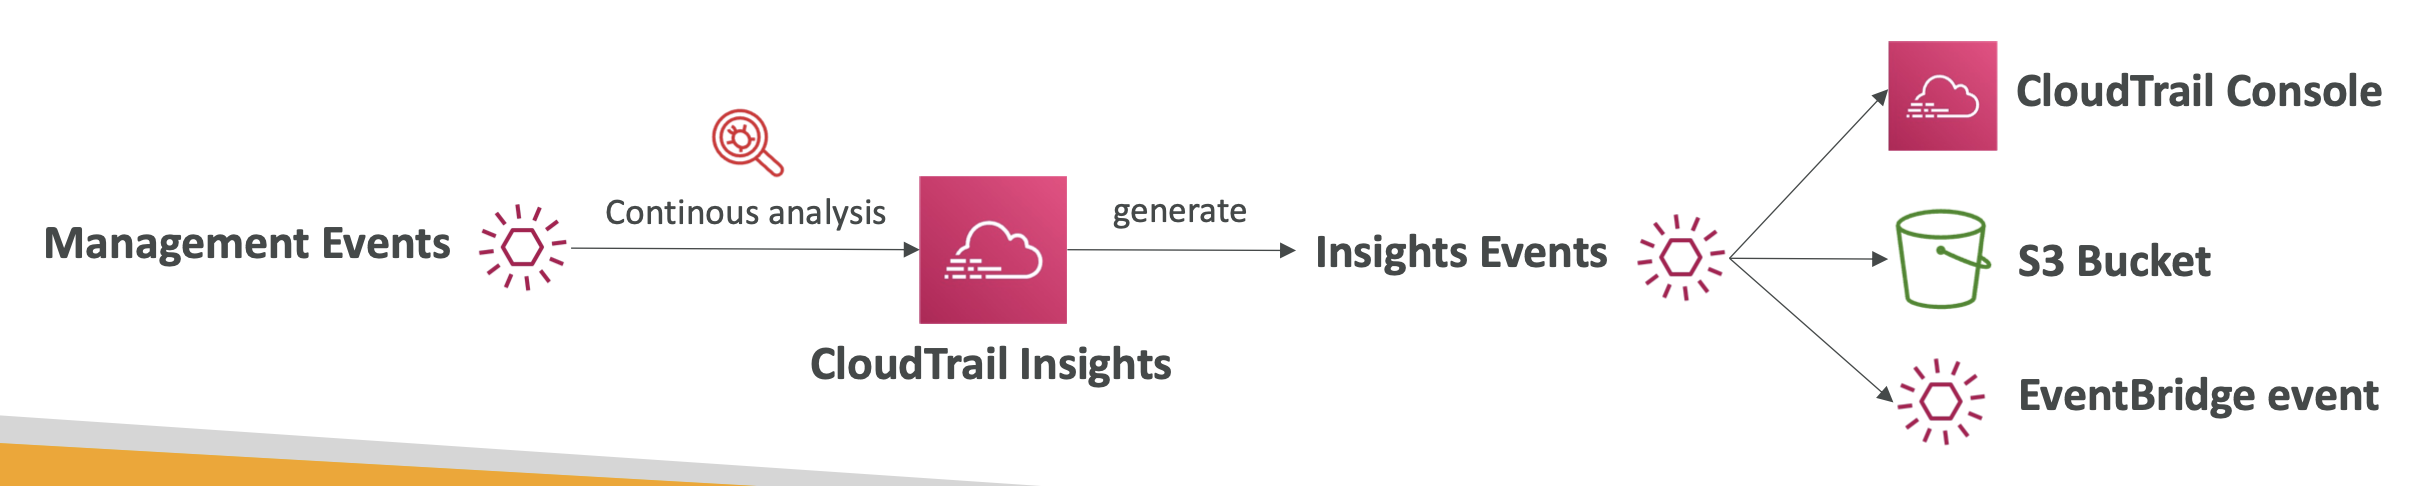 Management Events
Continous analysis
CloudTrail Insights
generate
Insights Events
CloudTrail Console
S3 Bucket
EventBridge event